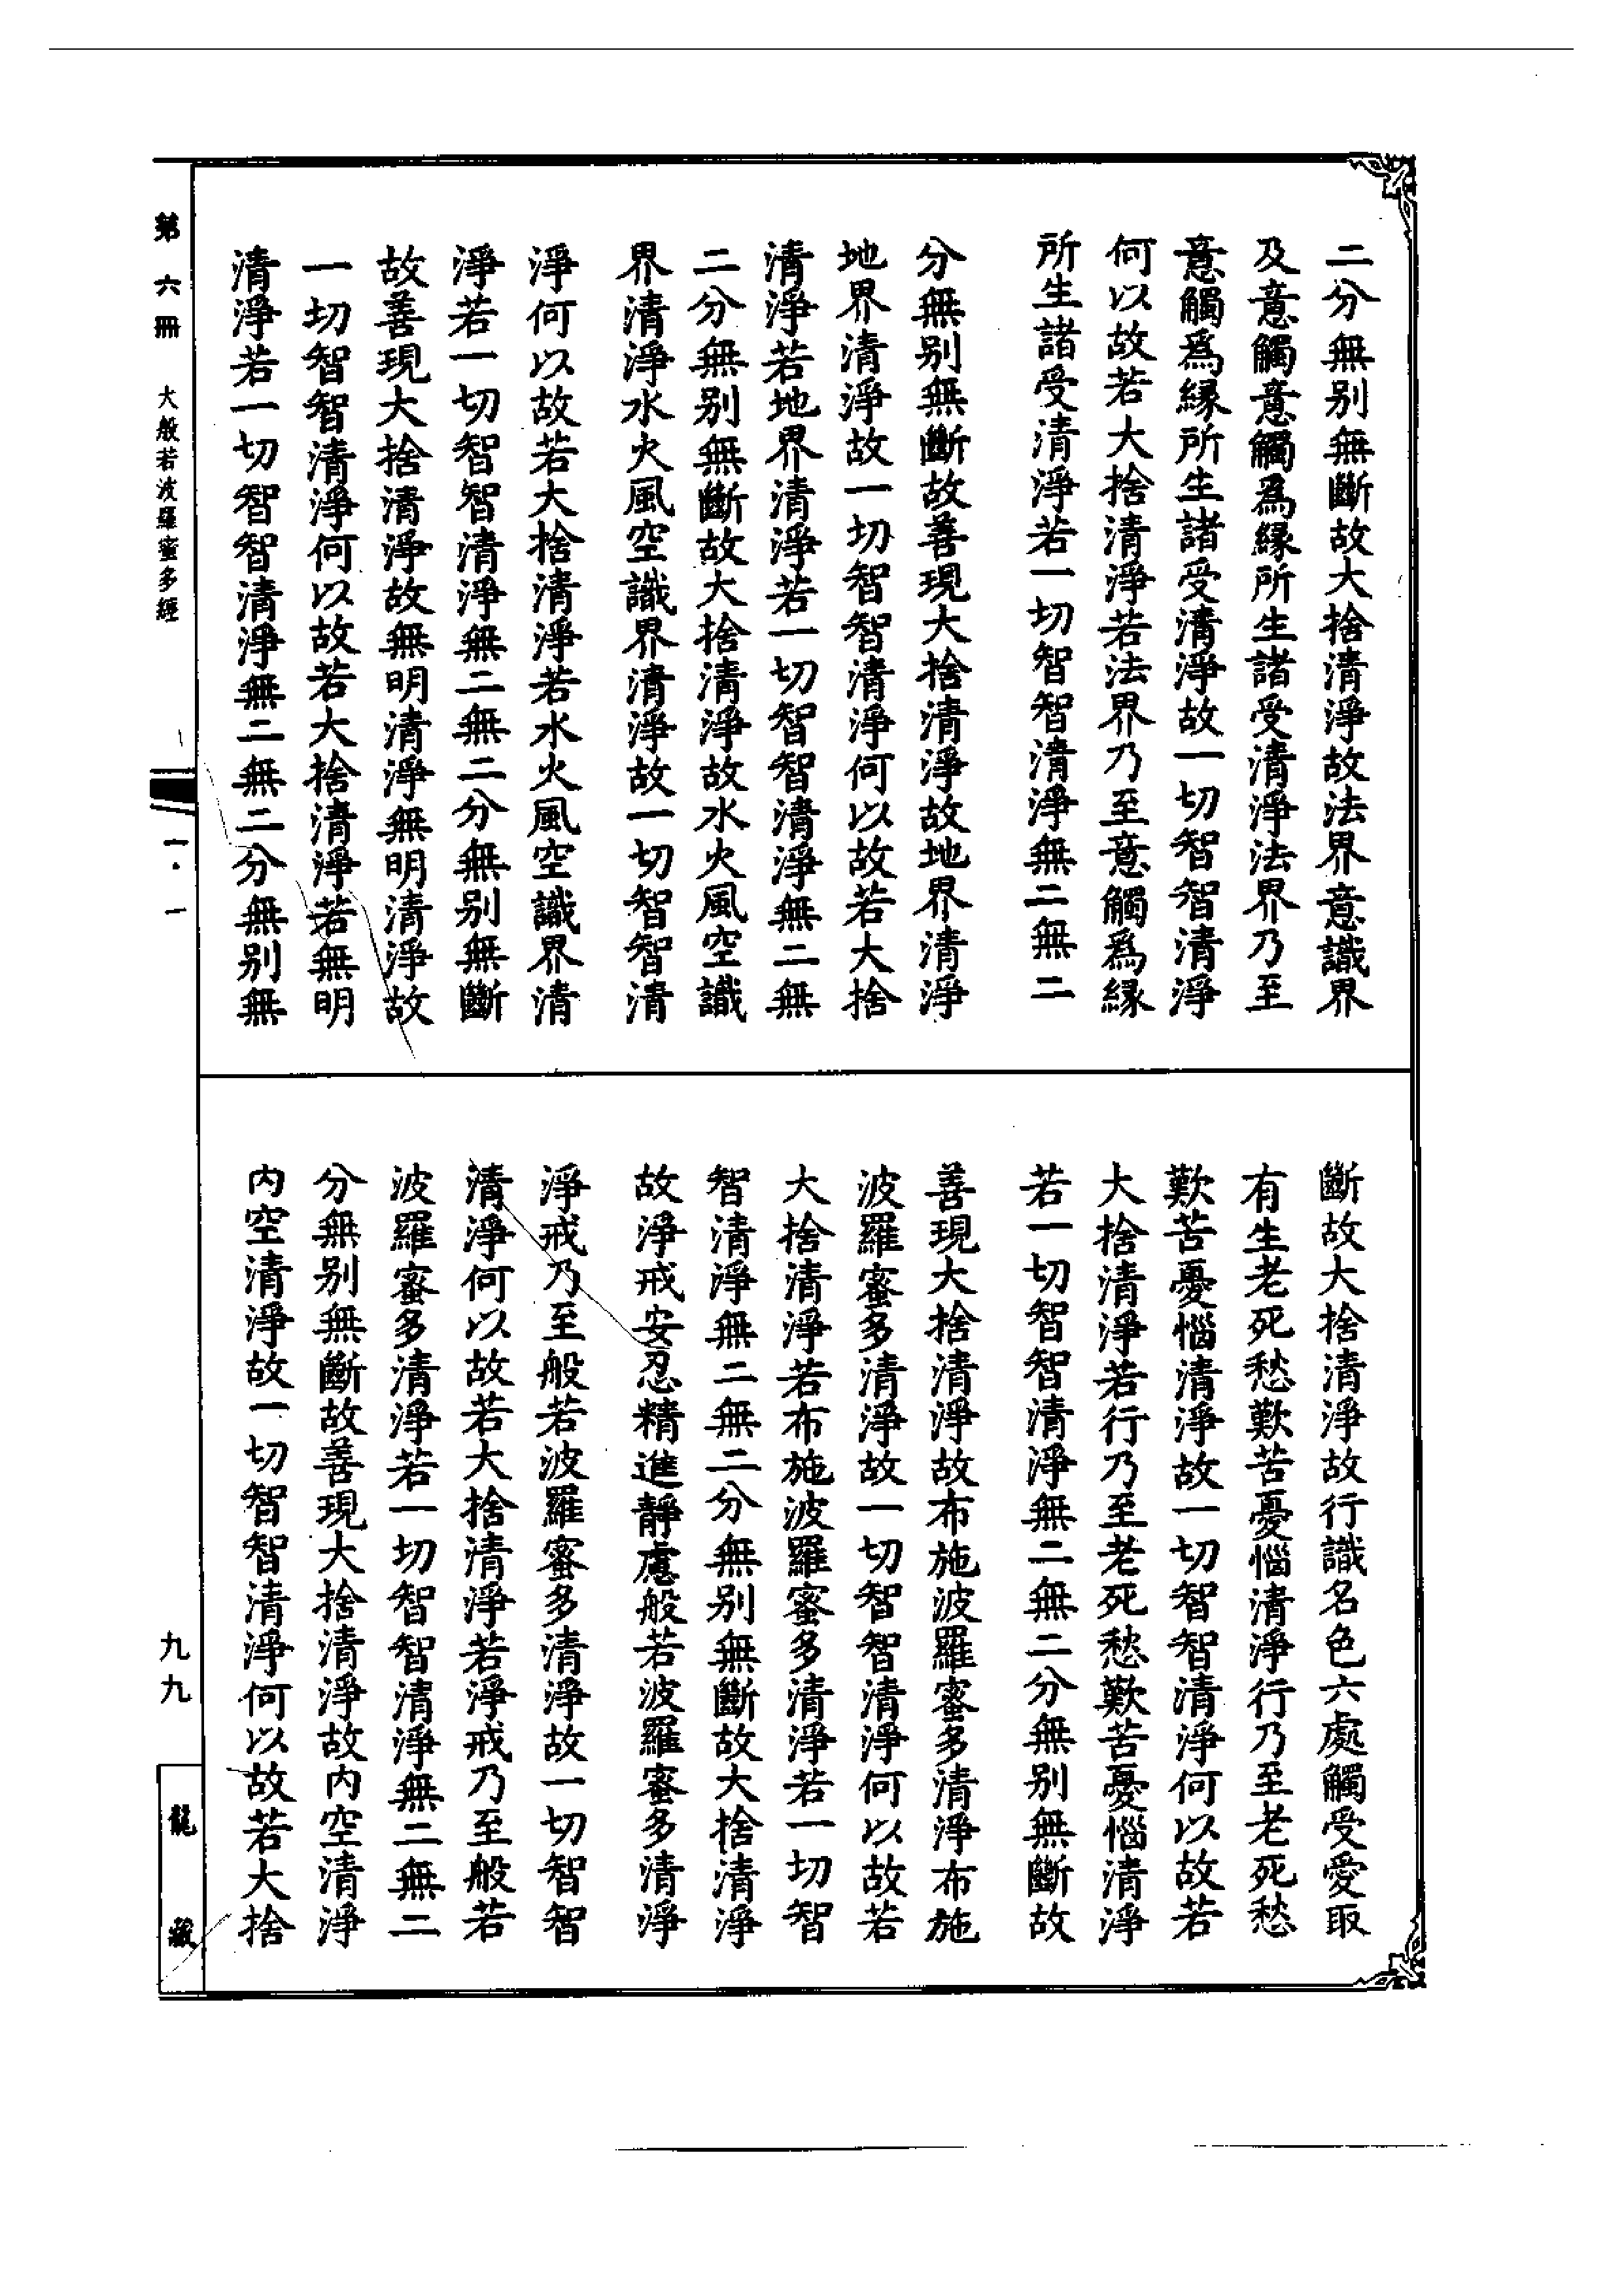 二分無别無斷故大捨清淨故法界意識界
及意觸意觸為縁所生諸受清淨法界乃至
意觸為縁所生諸受清淨故一切智智清淨
何以故若大捨清淨若法界乃至意觸為縁
所生諸受清淨若一切智智清淨無二無二
分無别無斷故善現大捨清淨故地界清淨
地界清淨故一切智智清淨何以故若大捨
清淨若地界清淨若一切智智清淨無二無
二分無别無斷故大捨清淨故水火風空識
界清淨水火風空識界清淨故一切智智清
淨何以故若大捨清淨若水火風空識界清
淨若一切智智清淨無二無二分無别無斷
故善現大捨清淨故無明清淨無明清淨故
一切智智清淨何以故若大捨清淨若無明
清淨若一切智智清淨無二無二分無别無
斷故大捨清淨故行識名色六處觸受愛取
有生老死愁歎苦憂惱清淨行乃至老死愁
歎苦憂惱清淨故一切智智清淨何以故若
大捨清淨若行乃至老死愁歎苦憂惱清淨
若一切智智清淨無二無二分無别無斷故
善現大捨清淨故布施波羅蜜多清淨布施
波羅蜜多清淨故一切智智清淨何以故若
大捨清淨若布施波羅蜜多清淨若一切智
智清淨無二無二分無别無斷故大捨清淨
故淨戒安忍精進靜慮般若波羅蜜多清淨
淨戒乃至般若波羅蜜多清淨故一切智智
清淨何以故若大捨清淨若淨戒乃至般若
波羅蜜多清淨若一切智智清淨無二無二
分無别無斷故善現大捨清淨故内空清淨
内空清淨故一切智智清淨何以故若大捨
第六冊 大般若波羅蜜多經 一·一 九九
龍藏